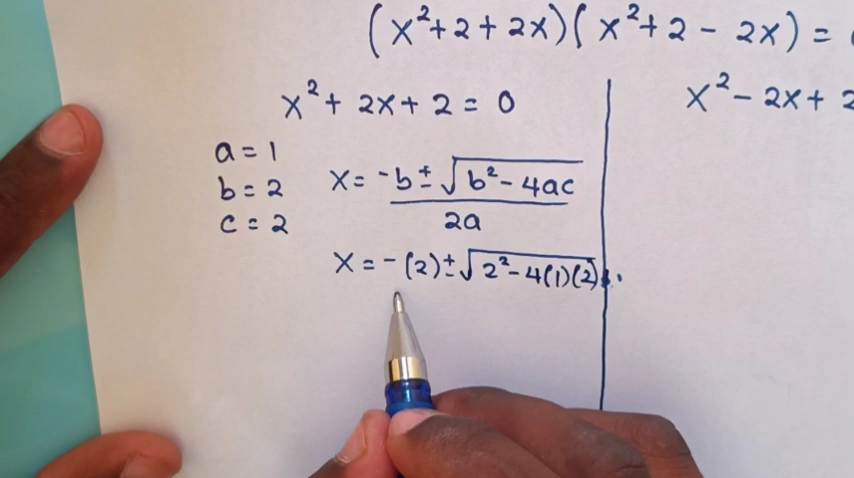 (x²+2+2x)(x²+2-2x)=
x²+2x+2=0
x²-2x+2
a=1
b=2
c=2
x=-b±√b²-4ac
2a
x=-(2)±√2²-4(1)(2)